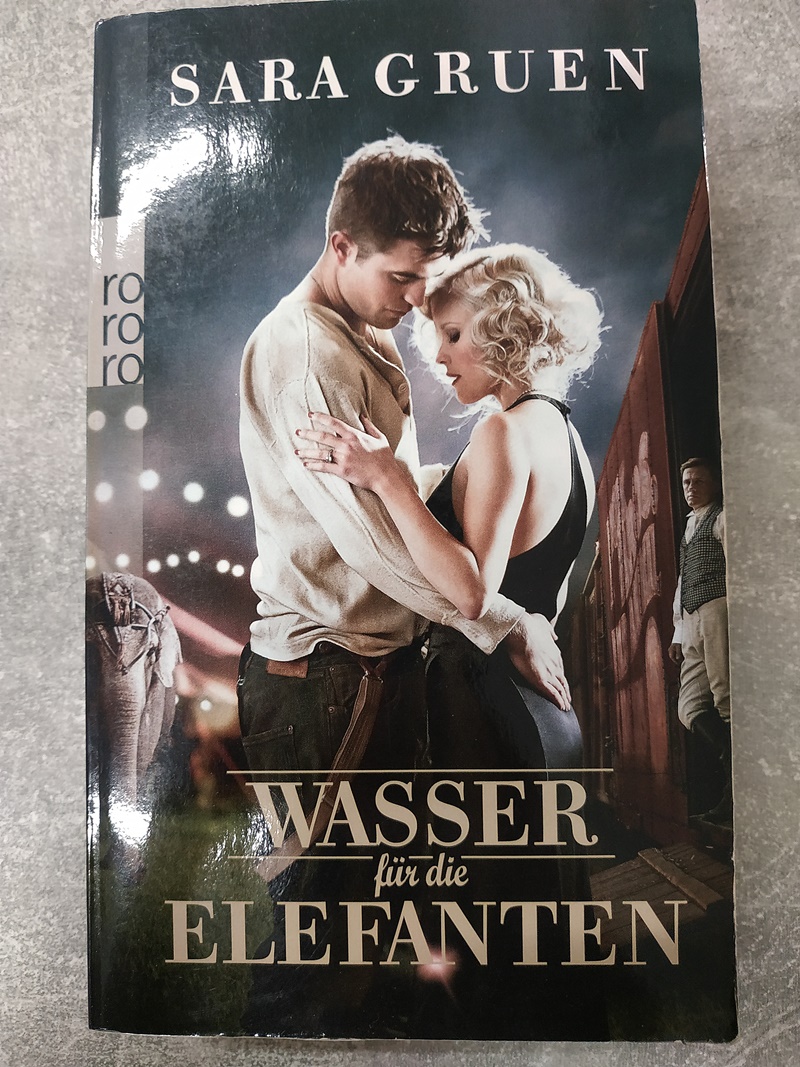 SARA GRUEN
ro
ro
ro
WASSER
für die
ELEFANTEN